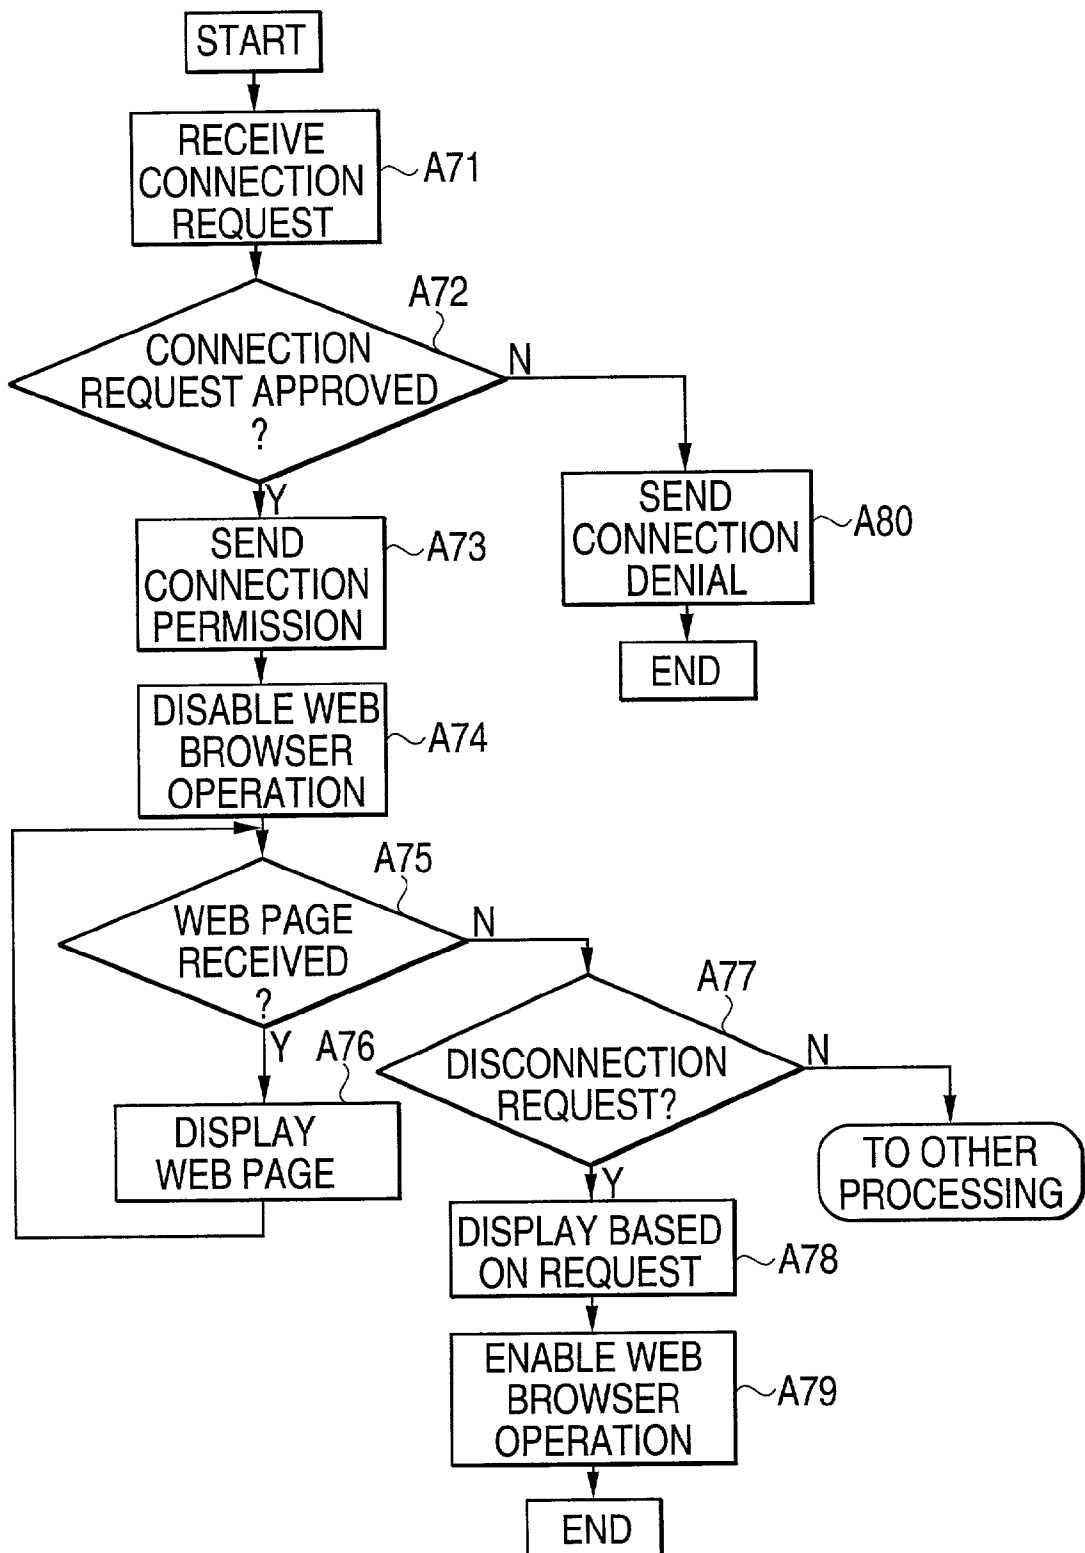 START
RECEIVE
CONNECTION
REQUEST
A71
A72
CONNECTION
REQUEST APPROVED
?
N
Y
SEND
CONNECTION
PERMISSION
A73
SEND
CONNECTION
DENIAL
A80
END
DISABLE WEB
BROWSER
OPERATION
A74
A75
WEB PAGE
RECEIVED
?
N
Y
A76
DISPLAY
WEB PAGE
A77
DISCONNECTION
REQUEST?
N
Y
TO OTHER
PROCESSING
DISPLAY BASED
ON REQUEST
A78
ENABLE WEB
BROWSER
OPERATION
A79
END